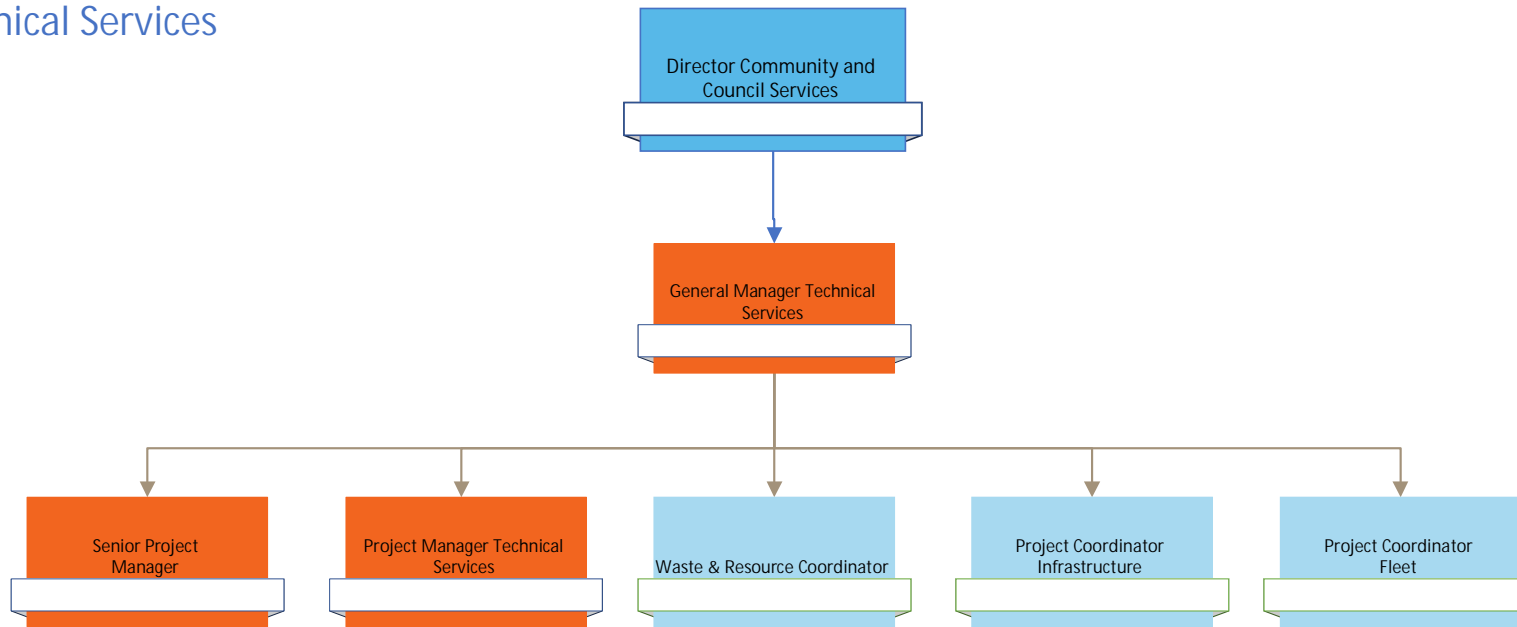 nical Services
Director Community and
Council Services
General Manager Technical
Services
Senior Project
Manager
Project Manager Technical
Services
Waste & Resource Coordinator
Project Coordinator
Infrastructure
Project Coordinator
Fleet